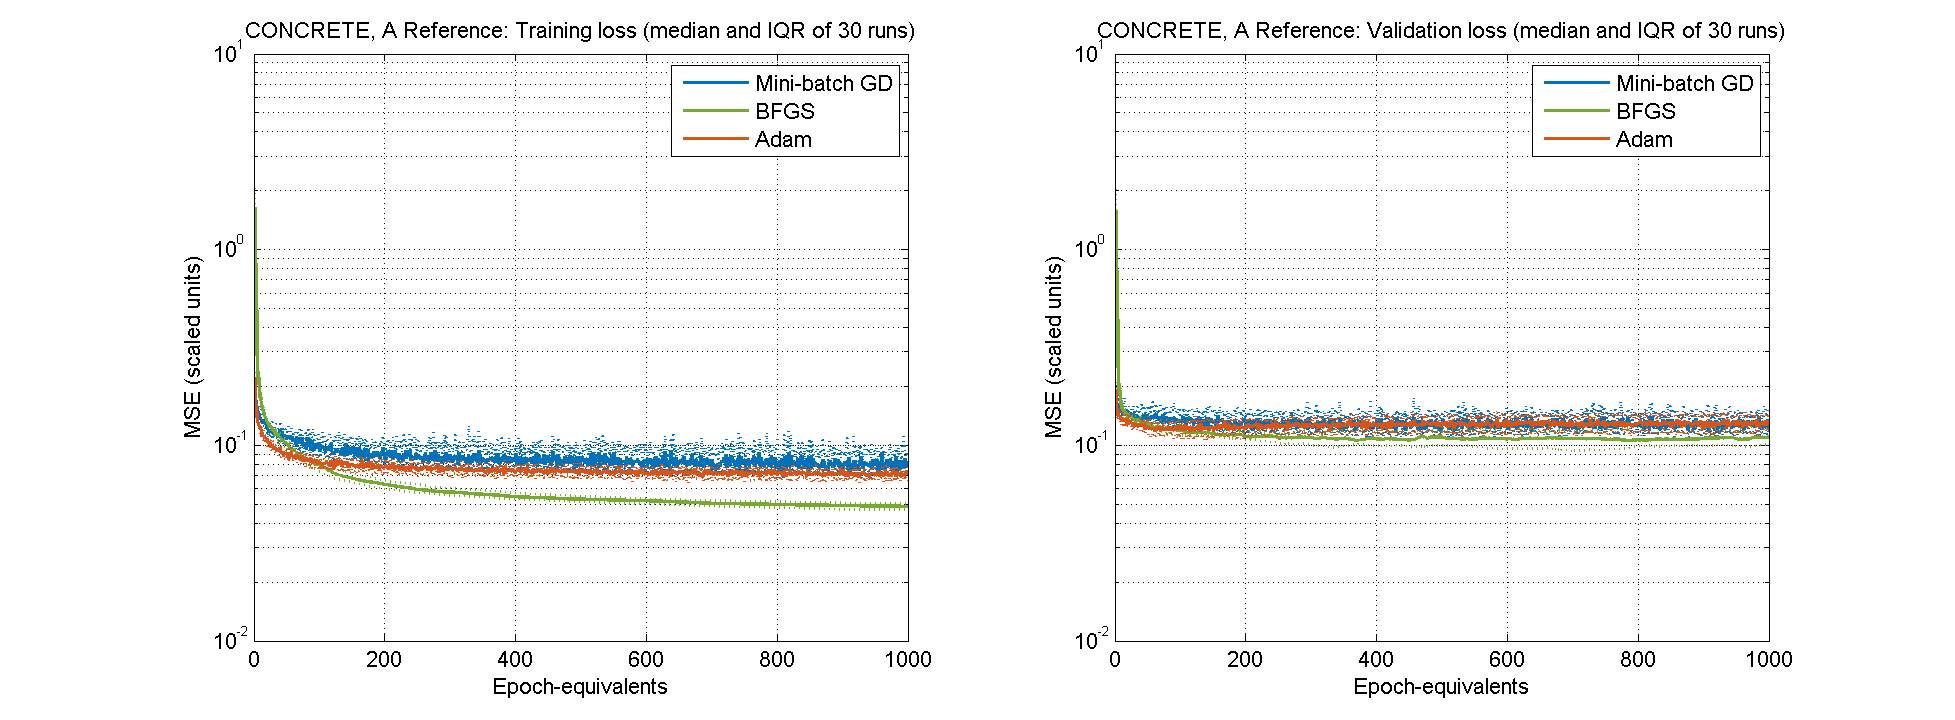 CONCRETE, A Reference: Training loss (median and IQR of 30 runs)
10^1
10^0
10^-1
10^-2
MSE (scaled units)
Mini-batch GD
BFGS
Adam
0 200 400 600 800 1000
Epoch-equivalents
CONCRETE, A Reference: Validation loss (median and IQR of 30 runs)
10^1
10^0
10^-1
10^-2
MSE (scaled units)
Mini-batch GD
BFGS
Adam
0 200 400 600 800 1000
Epoch-equivalents